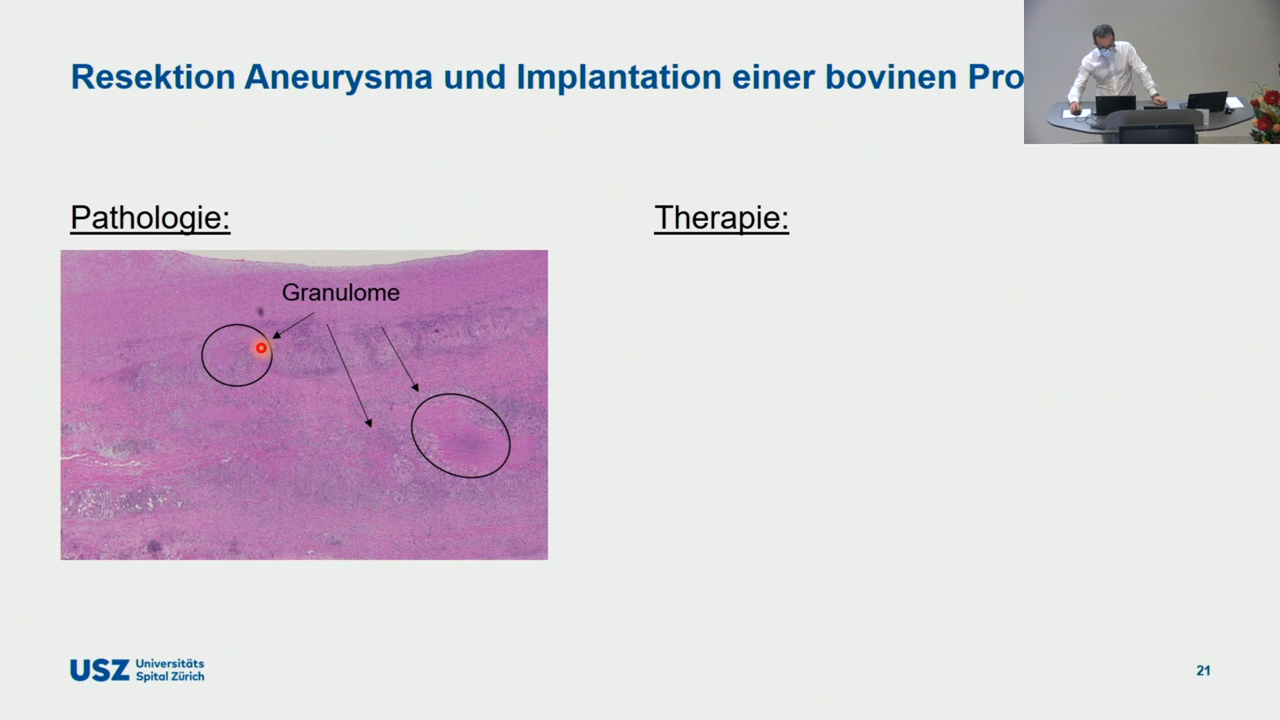 Resektion Aneurysma und Implantation einer bovinen Pro
Pathologie:
Therapie:
Granulome
USZ Universitäts
Spital Zürich
21